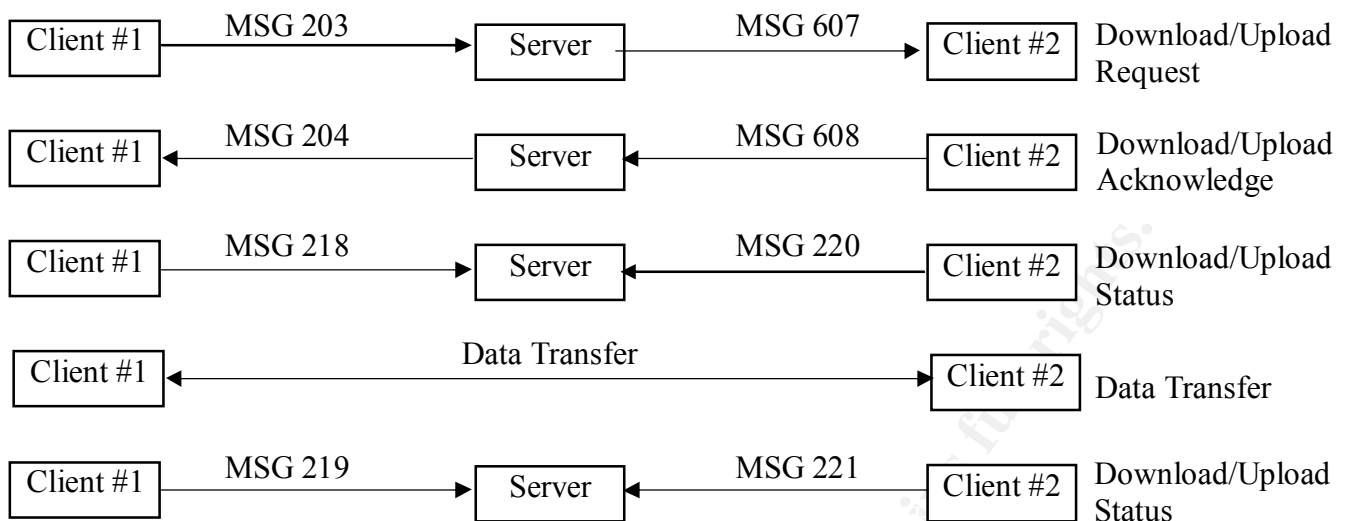 Client #1 MSG 203 Server MSG 607 Client #2 Download/Upload
Request
Client #1 MSG 204 Server MSG 608 Client #2 Download/Upload
Acknowledge
Client #1 MSG 218 Server MSG 220 Client #2 Download/Upload
Status
Client #1 Data Transfer Client #2 Data Transfer
Client #1 MSG 219 Server MSG 221 Client #2 Download/Upload
Status
rights.